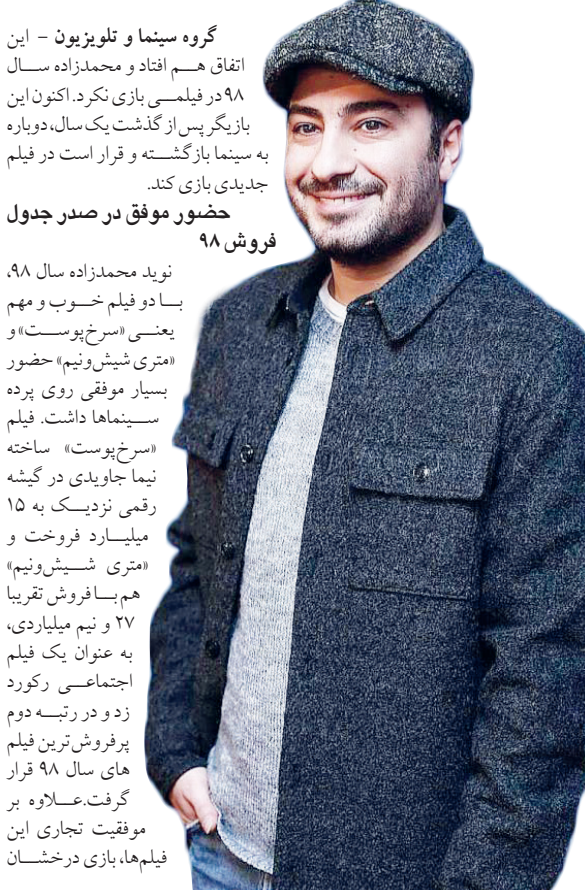 گروه سینما و تلویزیون - این
اتفاق هم افتاد و محمدزاده سال
۹۸ در فیلمی بازی نکرد. اکنون این
بازیگر پس از گذشت یک سال، دوباره
به سینما بازگشته و قرار است در فیلم
جدیدی بازی کند.
حضور موفق در صدر جدول
فروش ۹۸
نوید محمدزاده سال ۹۸،
با دو فیلم خوب و مهم
یعنی «سرخ‌پوست» و
«متری شیش‌ونیم» حضور
بسیار موفقی روی پرده
سینماها داشت. فیلم
«سرخ‌پوست» ساخته
نیما جاویدی در گیشه
رقمی نزدیک به ۱۵
میلیارد فروخت و
«متری شیش‌ونیم»
هم با فروش تقریبا
۲۷ و نیم میلیاردی،
به عنوان یک فیلم
اجتماعی رکورد
زد و در رتبه دوم
پرفروش‌ترین فیلم
های سال ۹۸ قرار
گرفت.علاوه بر
موفقیت تجاری این
فیلم‌ها، بازی درخشان